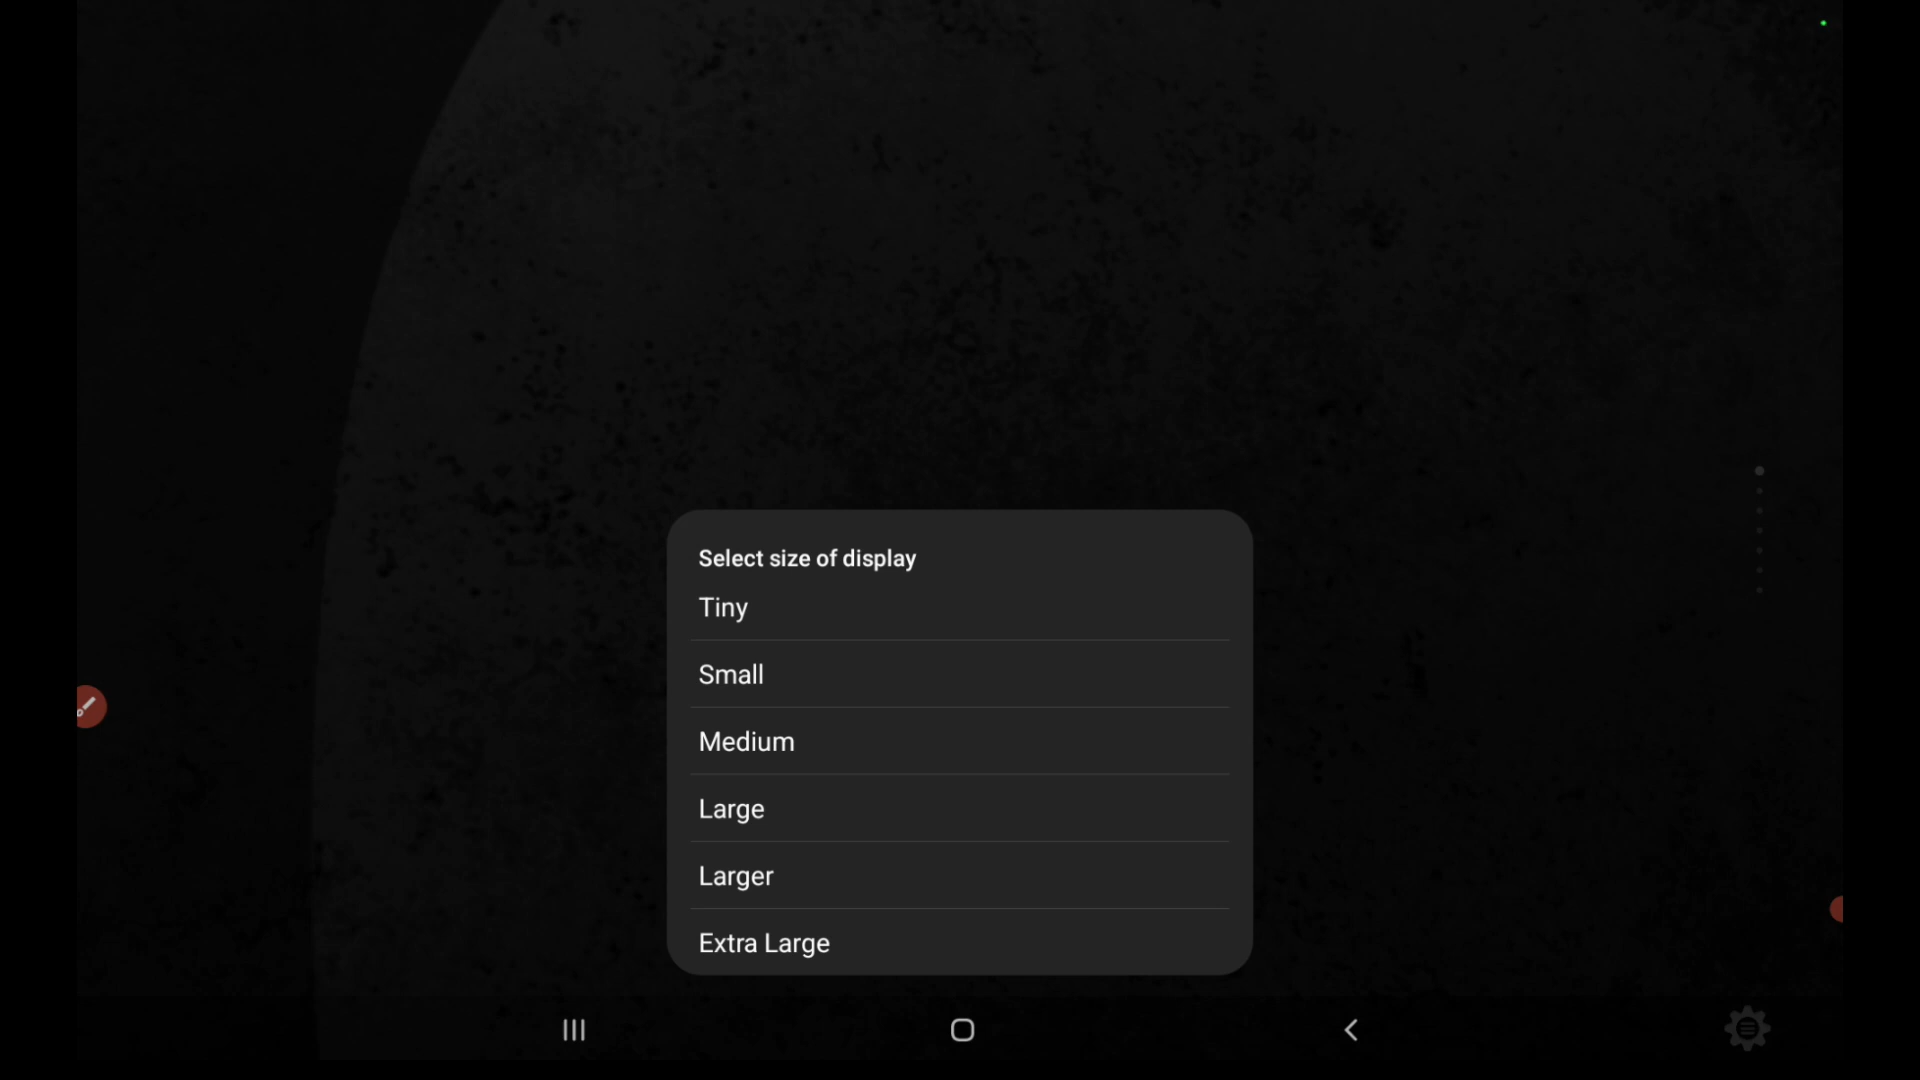 Select size of display
Tiny
Small
Medium
Large
Larger
Extra Large